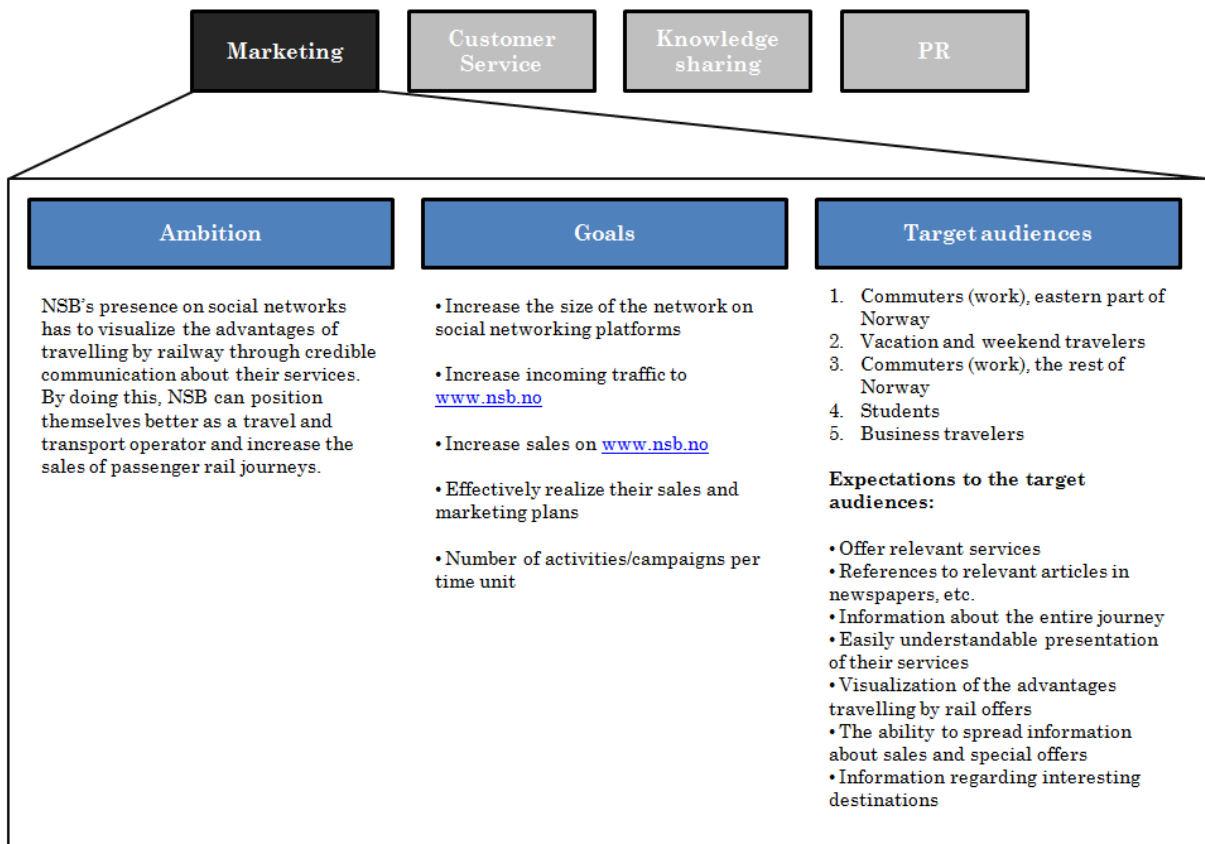 Marketing
Customer
Service
Knowledge
sharing
PR
Ambition
NSB's presence on social networks
has to visualize the advantages of
travelling by railway through credible
communication about their services.
By doing this, NSB can position
themselves better as a travel and
transport operator and increase the
sales of passenger rail journeys.
Goals
• Increase the size of the network on
social networking platforms
• Increase incoming traffic to
www.nsb.no
• Increase sales on www.nsb.no
• Effectively realize their sales and
marketing plans
• Number of activities/campaigns per
time unit
Target audiences
1. Commuters (work), eastern part of
Norway
2. Vacation and weekend travelers
3. Commuters (work), the rest of
Norway
4. Students
5. Business travelers
Expectations to the target
audiences:
• Offer relevant services
• References to relevant articles in
newspapers, etc.
• Information about the entire journey
• Easily understandable presentation
of their services
• Visualization of the advantages
travelling by rail offers
• The ability to spread information
about sales and special offers
• Information regarding interesting
destinations